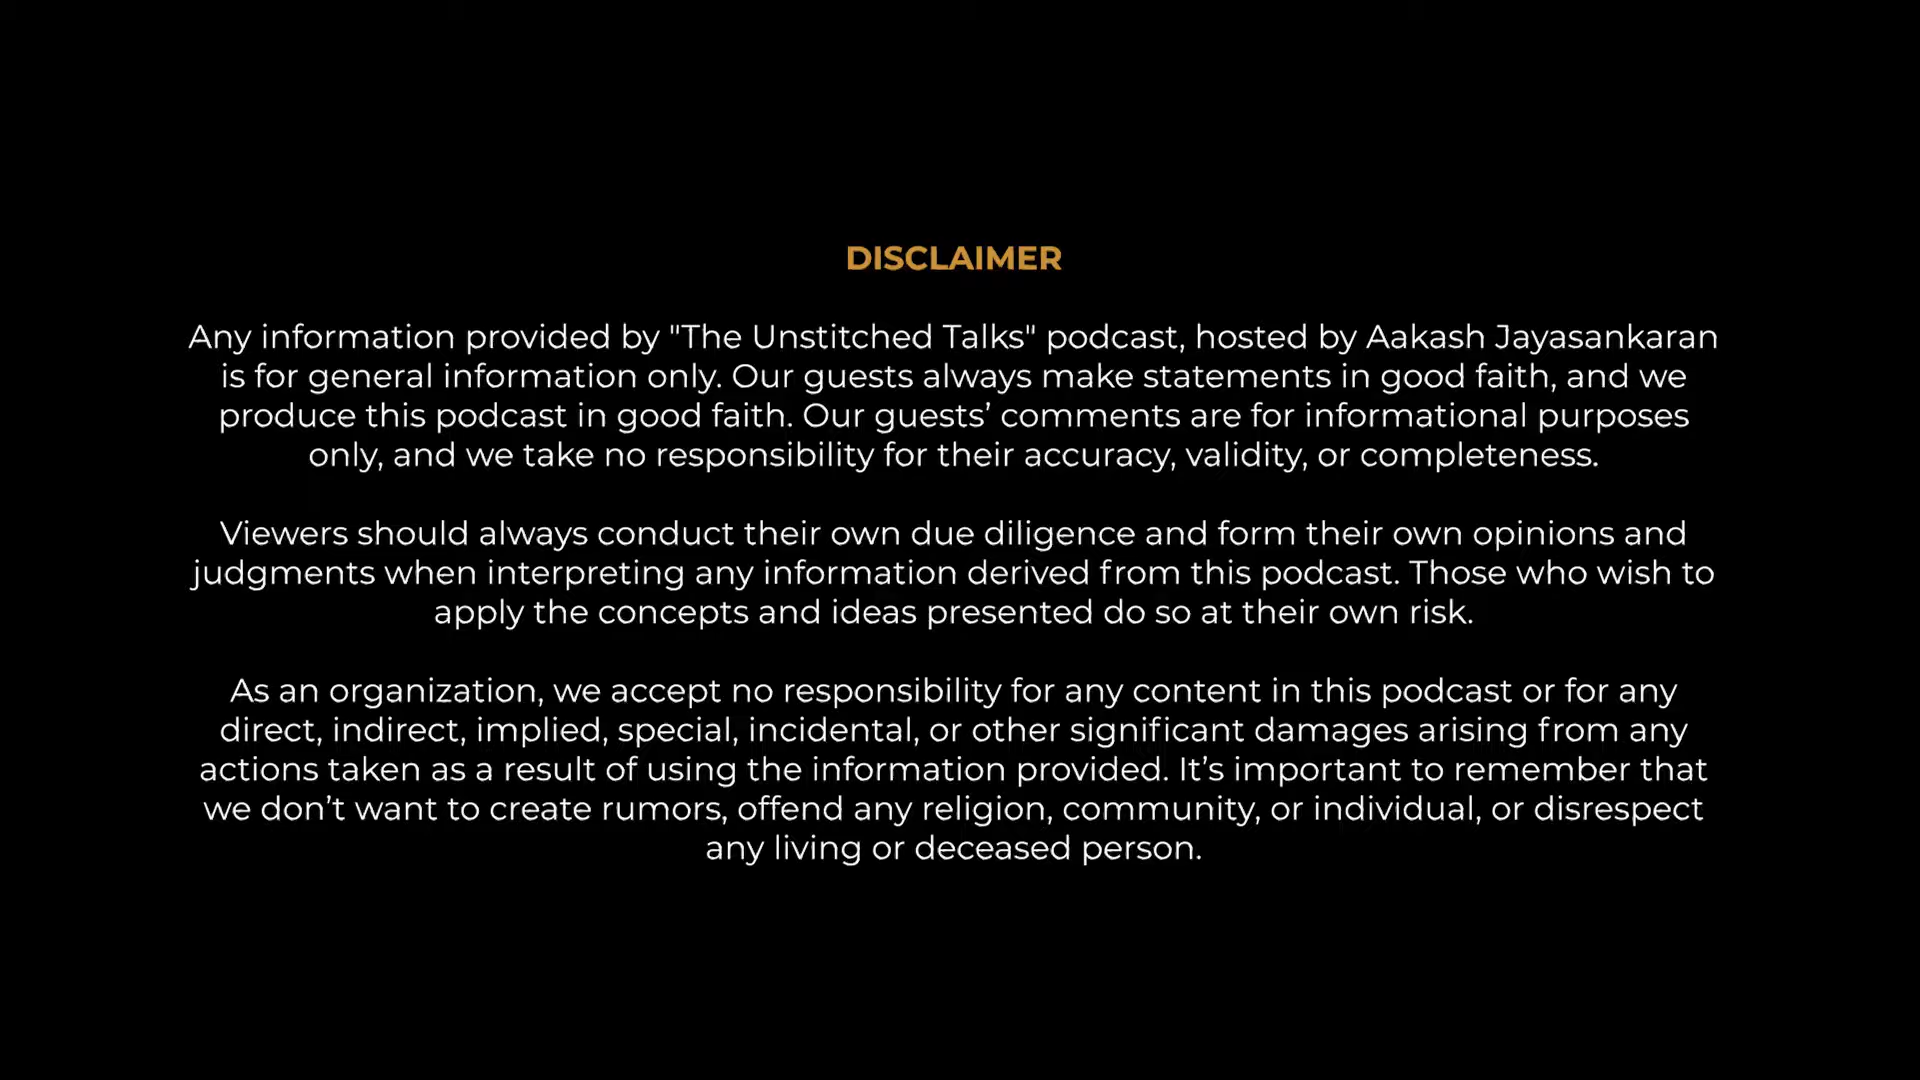 DISCLAIMER
Any information provided by "The Unstitched Talks" podcast, hosted by Aakash Jayasankaran
is for general information only. Our guests always make statements in good faith, and we
produce this podcast in good faith. Our guests’ comments are for informational purposes
only, and we take no responsibility for their accuracy, validity, or completeness.
Viewers should always conduct their own due diligence and form their own opinions and
judgments when interpreting any information derived from this podcast. Those who wish to
apply the concepts and ideas presented do so at their own risk.
As an organization, we accept no responsibility for any content in this podcast or for any
direct, indirect, implied, special, incidental, or other significant damages arising from any
actions taken as a result of using the information provided. It’s important to remember that
we don’t want to create rumors, offend any religion, community, or individual, or disrespect
any living or deceased person.